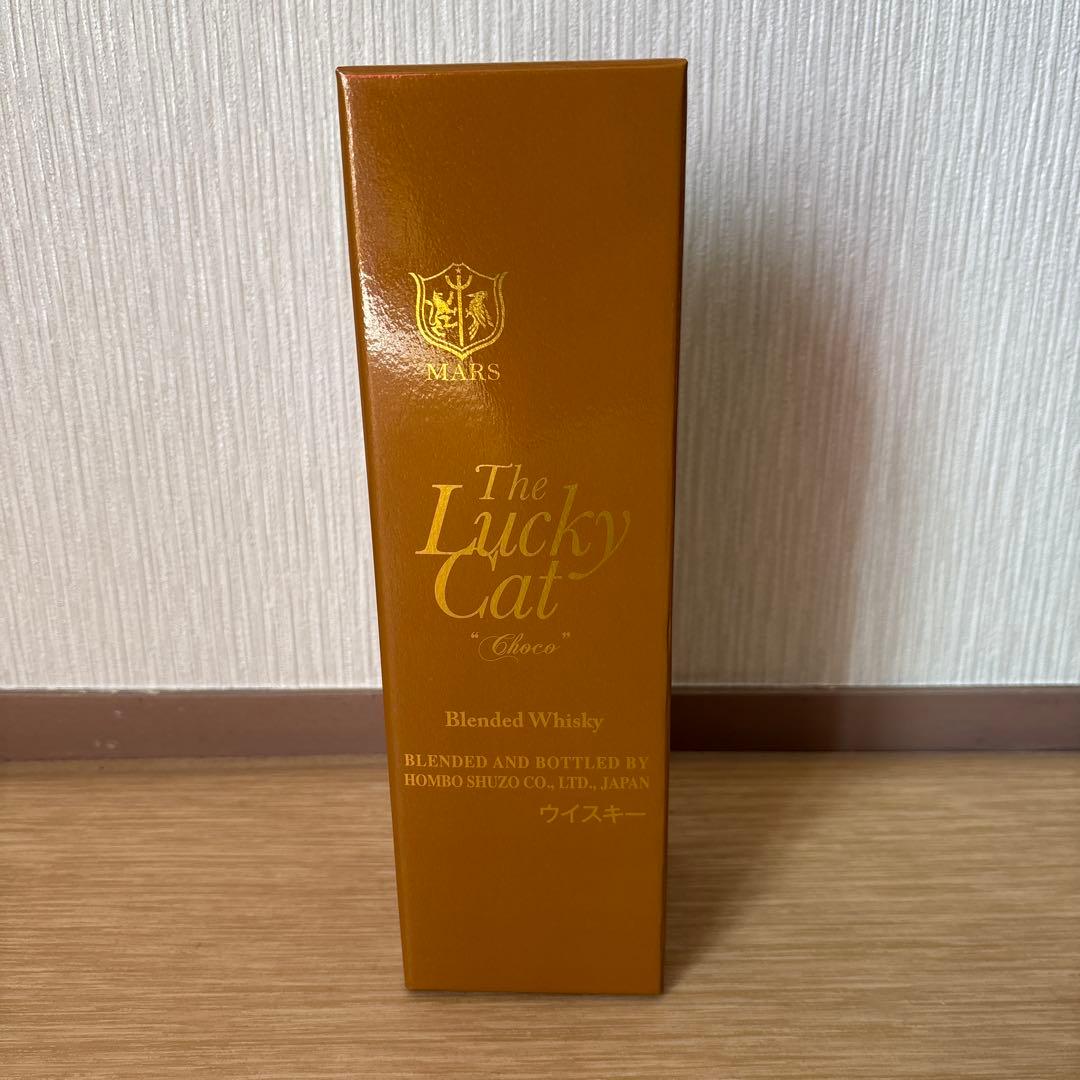 MARS
The
Lucky
Cat
"Choco"
Blended Whisky
BLENDED AND BOTTLED BY
HOMBO SHUZO CO., LTD., JAPAN
ウイスキー